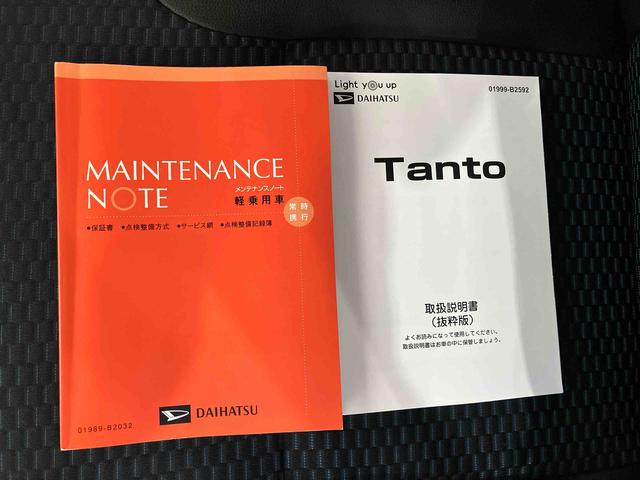 MAINTENANCE
NOTE
メンテナンスノート
軽乗用車
常時
携行
●保証書 ●点検整備方式 ●サービス網 ●点検整備記録簿
DAIHATSU
01989-B2032
Light you up
DAIHATSU
01999-B2592
Tanto
取扱説明書
(抜粋版)
よくお読みになって使用してください。
取扱説明書はお車の中に保管しましょう。